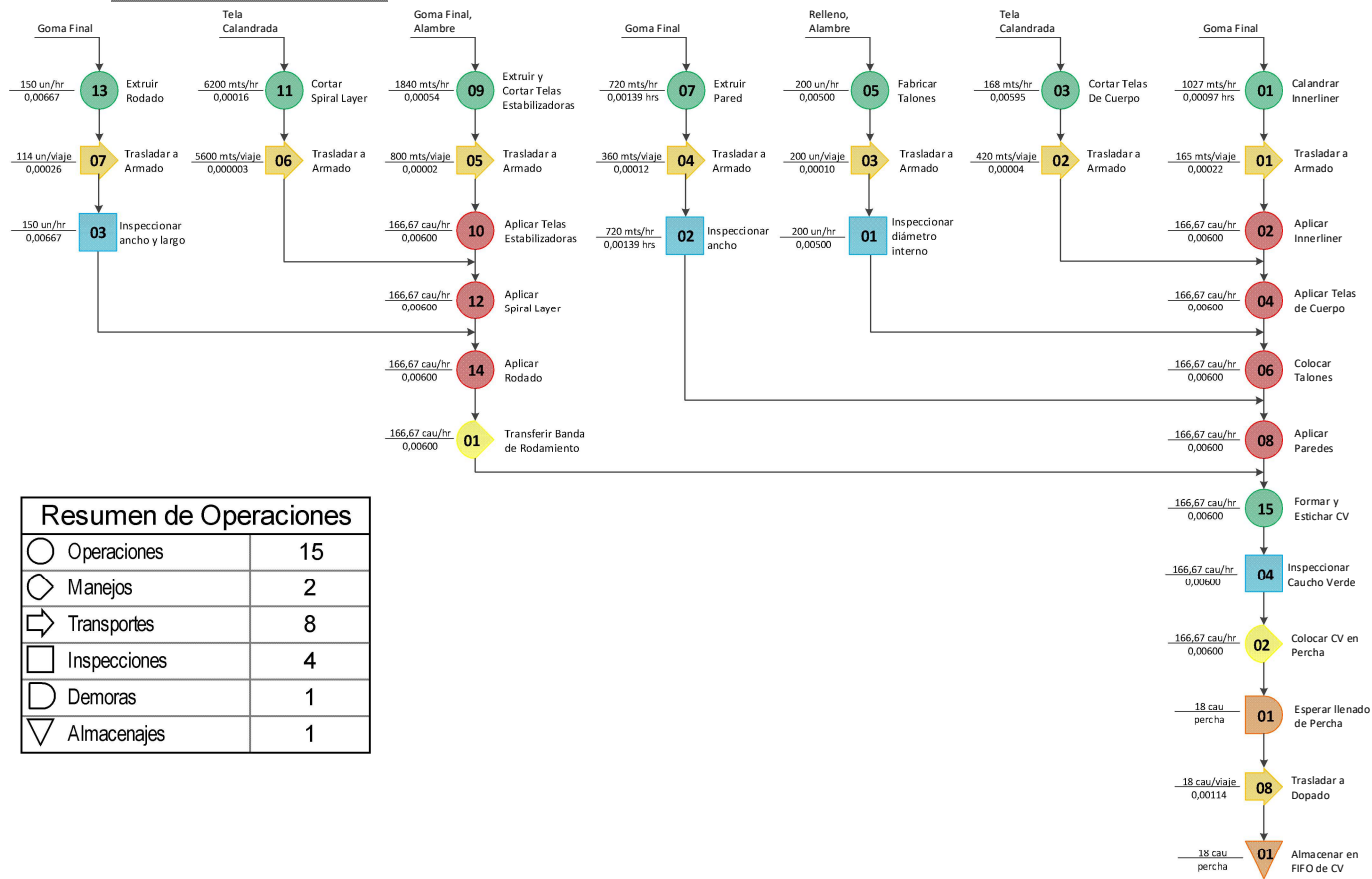 Goma Final
Tela
Calandrada
Goma Final,
Alambre
Goma Final
Relleno,
Alambre
Tela
Calandrada
Goma Final
150 un/hr
0,00667
13
Extruir
Rodado
6200 mts/hr
0,00016
11
Cortar
Spiral Layer
1840 mts/hr
0,00054
09
Extruir y
Cortar Telas
Estabilizadoras
720 mts/hr
0,00139 hrs
07
Extruir
Pared
200 un/hr
0,00500
05
Fabricar
Talones
168 mts/hr
0,00595
03
Cortar Telas
De Cuerpo
1027 mts/hr
0,00097 hrs
01
Calandrar
Innerliner
114 un/viaje
0,00026
07
Trasladar a
Armado
5600 mts/viaje
0,000003
06
Trasladar a
Armado
800 mts/viaje
0,00002
05
Trasladar a
Armado
360 mts/viaje
0,00012
04
Trasladar a
Armado
200 un/viaje
0,00010
03
Trasladar a
Armado
420 mts/viaje
0,00004
02
Trasladar a
Armado
165 mts/viaje
0,00022
01
Trasladar a
Armado
150 un/hr
0,00667
03
Inspeccionar
ancho y largo
166,67 cau/hr
0,00600
10
Aplicar Telas
Estabilizadoras
720 mts/hr
0,00139 hrs
02
Inspeccionar
ancho
200 un/hr
0,00500
01
Inspeccionar
diámetro
interno
166,67 cau/hr
0,00600
02
Aplicar
Innerliner
166,67 cau/hr
0,00600
12
Aplicar
Spiral Layer
166,67 cau/hr
0,00600
04
Aplicar Telas
de Cuerpo
166,67 cau/hr
0,00600
14
Aplicar
Rodado
166,67 cau/hr
0,00600
06
Colocar
Talones
166,67 cau/hr
0,00600
01
Transferir Banda
de Rodamiento
166,67 cau/hr
0,00600
08
Aplicar
Paredes
166,67 cau/hr
0,00600
15
Formar y
Estichar CV
166,67 cau/hr
0,00600
04
Inspeccionar
Caucho Verde
166,67 cau/hr
0,00600
02
Colocar CV en
Percha
18 cau
percha
01
Esperar llenado
de Percha
18 cau/viaje
0,00114
08
Trasladar a
Dopado
18 cau
percha
01
Almacenar en
FIFO de CV
Resumen de Operaciones
Operaciones 15
Manejos 2
Transportes 8
Inspecciones 4
Demoras 1
Almacenajes 1